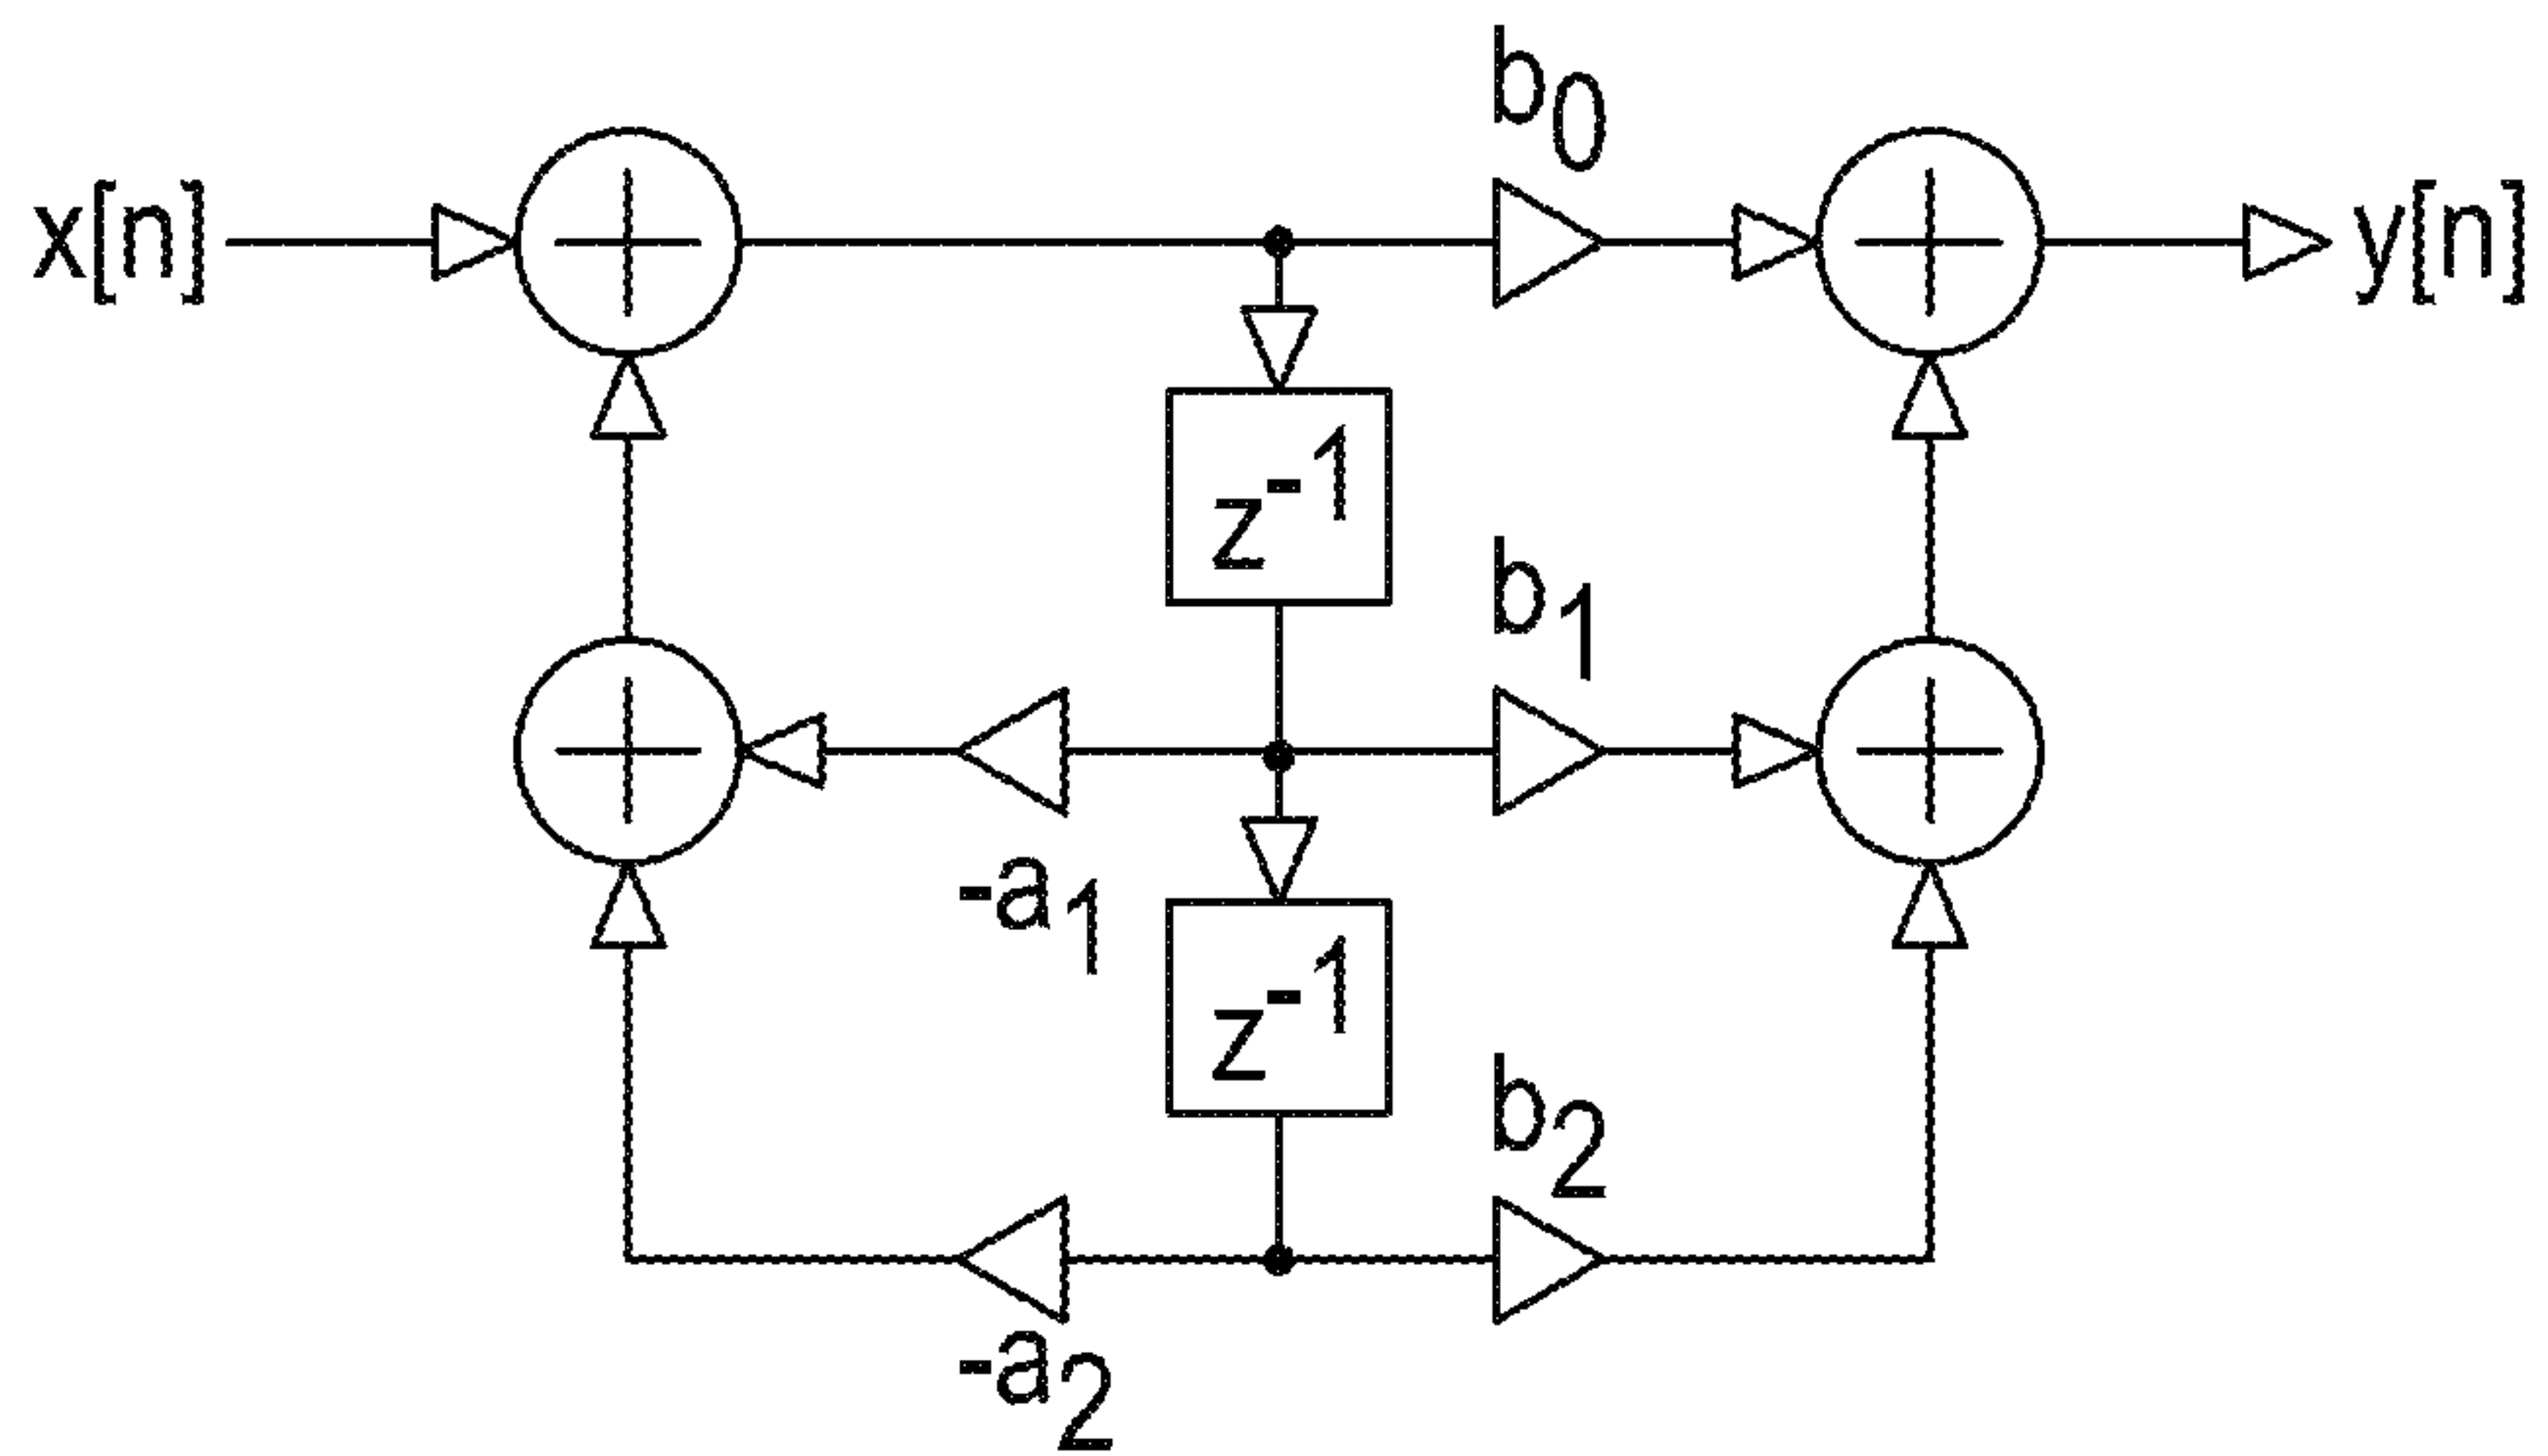 b₀
x[n] y[n]
z⁻¹
b₁
-a₁
z⁻¹
b₂
-a₂